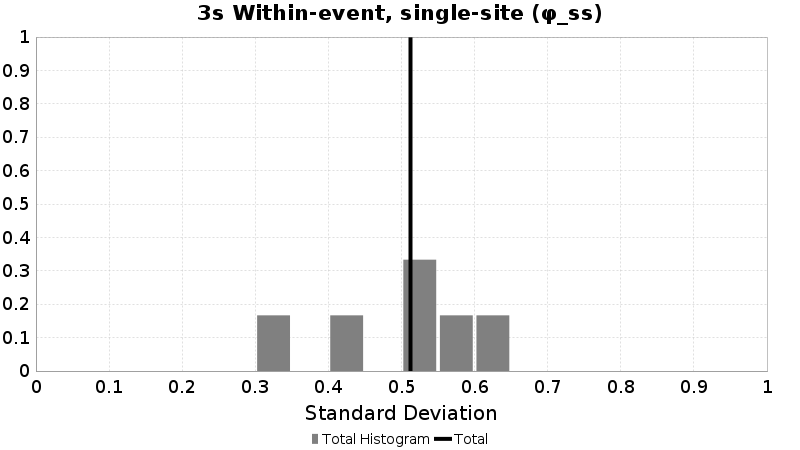 3s Within-event, single-site (φ_ss)
1
0.9
0.8
0.7
0.6
0.5
0.4
0.3
0.2
0.1
0
0 0.1 0.2 0.3 0.4 0.5 0.6 0.7 0.8 0.9 1
Standard Deviation
Total Histogram Total